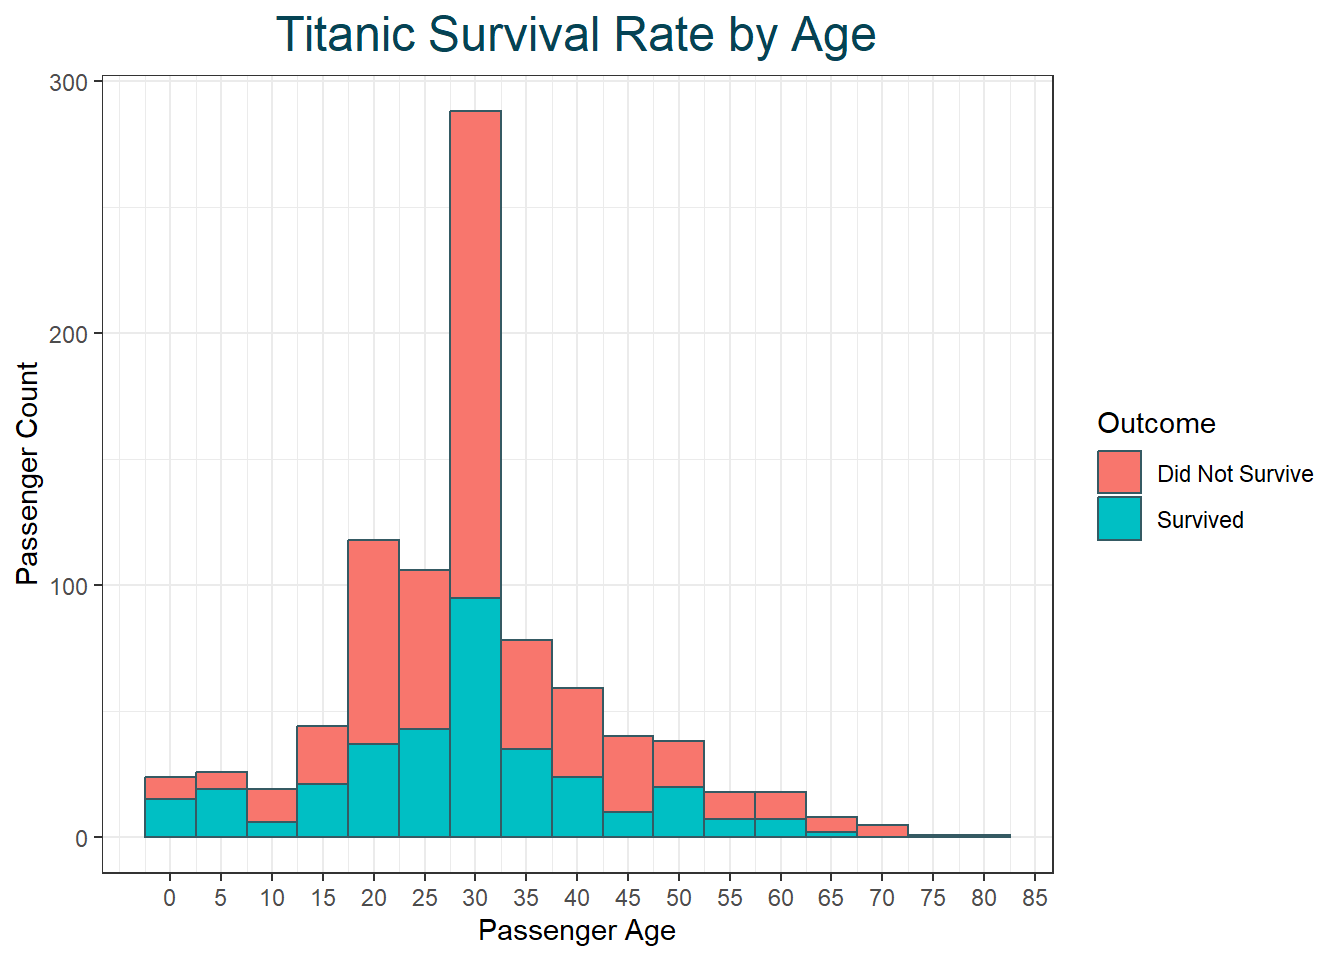 Titanic Survival Rate by Age
300
200
100
0
Passenger Count
0 5 10 15 20 25 30 35 40 45 50 55 60 65 70 75 80 85
Passenger Age
Outcome
Did Not Survive
Survived